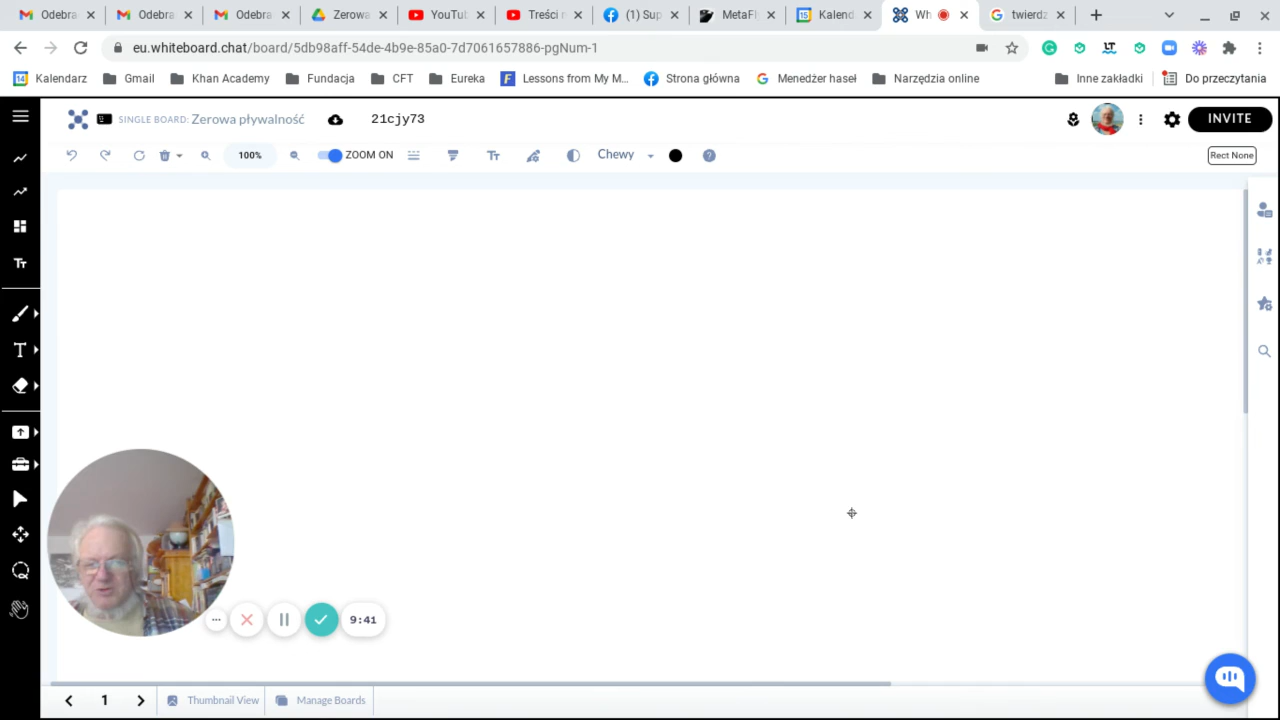 Odebra
Odebra
Odebra
Zerowa
YouTub
Treści r
(1) Sup
MetaFl
Kalend
Wh
twierdz
eu.whiteboard.chat/board/5db98aff-54de-4b9e-85a0-7d7061657886-pgNum-1
Kalendarz
Gmail
Khan Academy
Fundacja
CFT
Eureka
Lessons from My M...
Strona główna
Menedżer haseł
Narzędzia online
Inne zakładki
Do przeczytania
SINGLE BOARD: Zerowa pływalność
21cjy73
INVITE
100%
ZOOM ON
Chewy
Rect None
9:41
1
Thumbnail View
Manage Boards